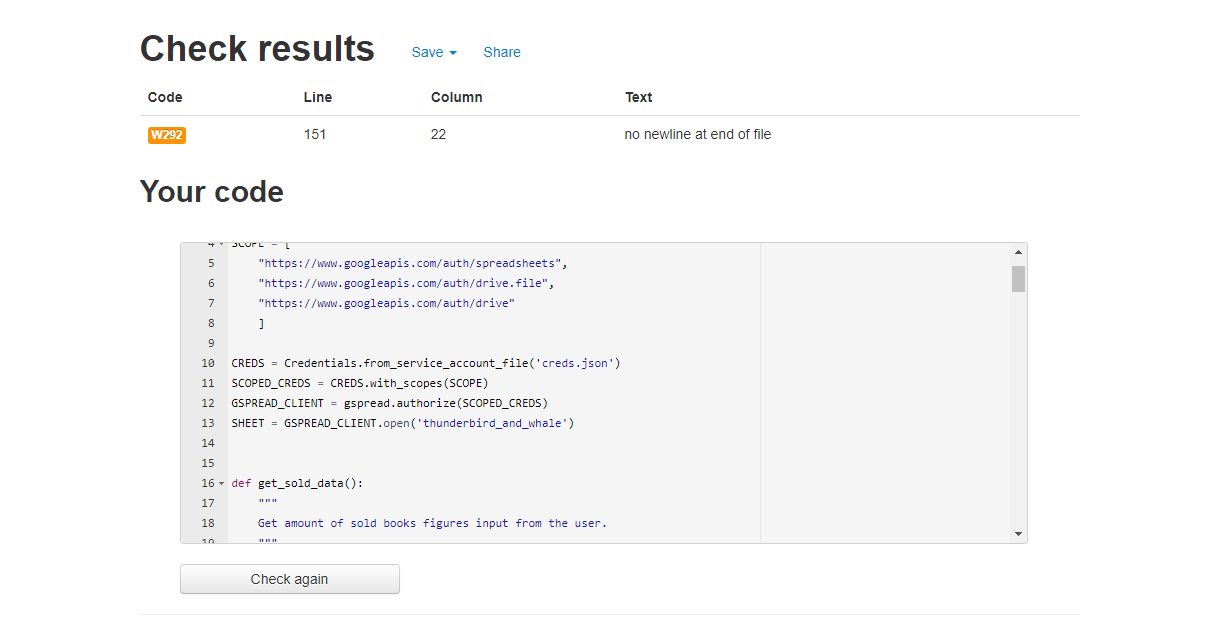 Check results Save Share
Code Line Column Text
W292 151 22 no newline at end of file
Your code
4 SCOPE = [
5 "https://www.googleapis.com/auth/spreadsheets",
6 "https://www.googleapis.com/auth/drive.file",
7 "https://www.googleapis.com/auth/drive"
8 ]
9
10 CREDS = Credentials.from_service_account_file('creds.json')
11 SCOPED_CREDS = CREDS.with_scopes(SCOPE)
12 GSPREAD_CLIENT = gspread.authorize(SCOPED_CREDS)
13 SHEET = GSPREAD_CLIENT.open('thunderbird_and_whale')
14
15
16 def get_sold_data():
17 """
18 Get amount of sold books figures input from the user.
19 """
Check again